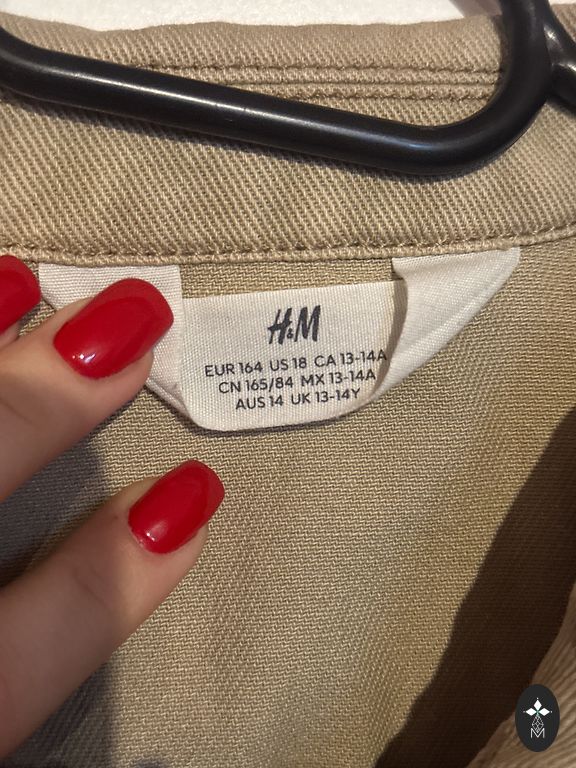 H&M
EUR 164 US 18 CA 13-14A
CN 165/84 MX 13-14A
AUS 14 UK 13-14Y
M